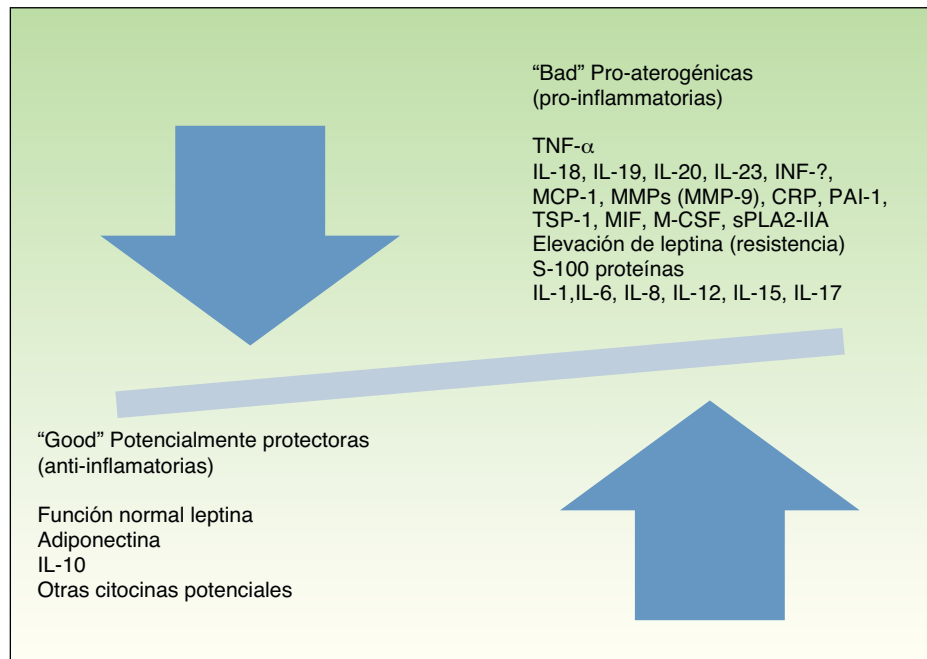 “Bad” Pro-aterogénicas
(pro-inflammatorias)
TNF-α
IL-18, IL-19, IL-20, IL-23, INF-?,
MCP-1, MMPs (MMP-9), CRP, PAI-1,
TSP-1, MIF, M-CSF, sPLA2-IIA
Elevación de leptina (resistencia)
S-100 proteínas
IL-1,IL-6, IL-8, IL-12, IL-15, IL-17
“Good” Potencialmente protectoras
(anti-inflamatorias)
Función normal leptina
Adiponectina
IL-10
Otras citocinas potenciales